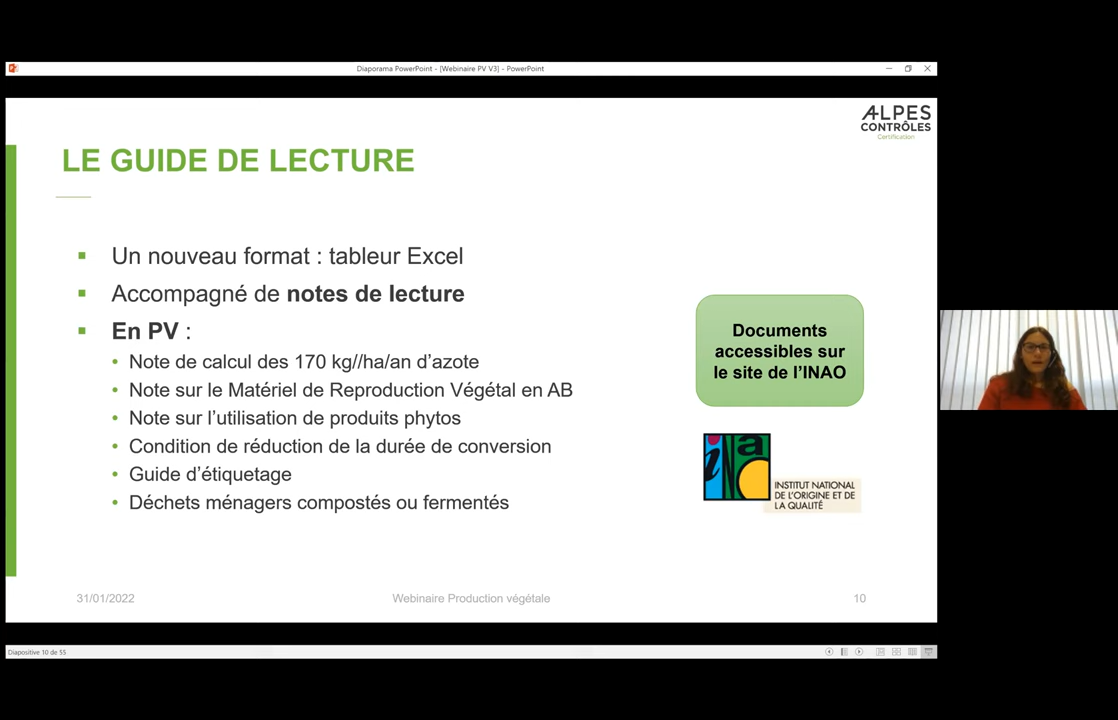 Diaporama PowerPoint - [Webinaire PV V3] - PowerPoint
ALPES
CONTRÔLES
Certification
LE GUIDE DE LECTURE
Un nouveau format : tableur Excel
Accompagné de notes de lecture
En PV :
Note de calcul des 170 kg//ha/an d’azote
Note sur le Matériel de Reproduction Végétal en AB
Note sur l’utilisation de produits phytos
Condition de réduction de la durée de conversion
Guide d’étiquetage
Déchets ménagers compostés ou fermentés
Documents
accessibles sur
le site de l’INAO
inao
INSTITUT NATIONAL
DE L'ORIGINE ET DE
LA QUALITÉ
31/01/2022
Webinaire Production végétale
10
Diapositive 10 de 55